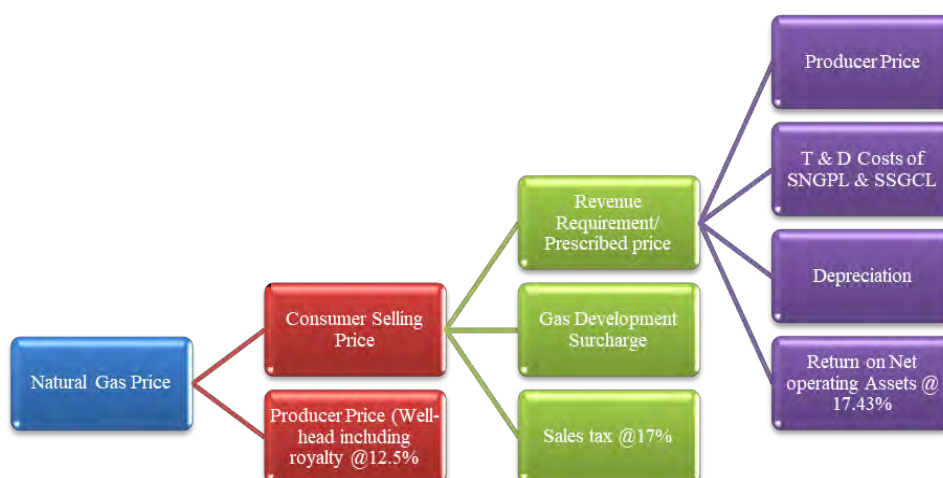 Natural Gas Price
Consumer Selling
Price
Producer Price (Well-
head including
royalty @12.5%
Revenue
Requirement/
Prescribed price
Gas Development
Surcharge
Sales tax @17%
Producer Price
T & D Costs of
SNGPL & SSGCL
Depreciation
Return on Net
operating Assets @
17.43%